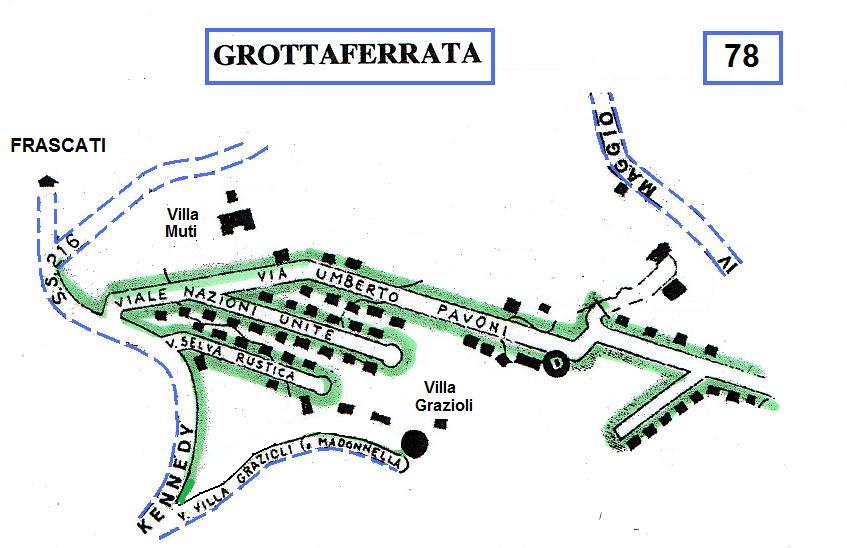 GROTTAFERRATA
78
FRASCATI
MAGGIO
IV
Villa
Muti
S.S. 216
VIA UMBERTO PAVONI
VIALE NAZIONI UNITE
V. SELVA RUSTICA
D
Villa
Grazioli
KENNEDY
V. VILLA GRAZIOLI (o MADONNELLA)